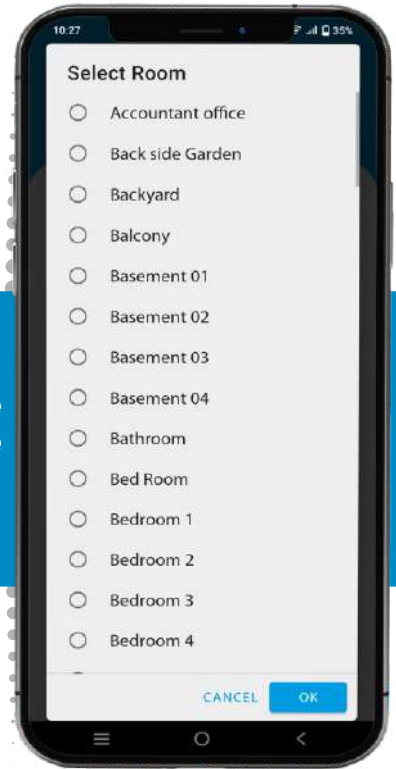 10:27 35%
Select Room
Accountant office
Back side Garden
Backyard
Balcony
Basement 01
Basement 02
Basement 03
Basement 04
Bathroom
Bed Room
Bedroom 1
Bedroom 2
Bedroom 3
Bedroom 4
CANCEL OK